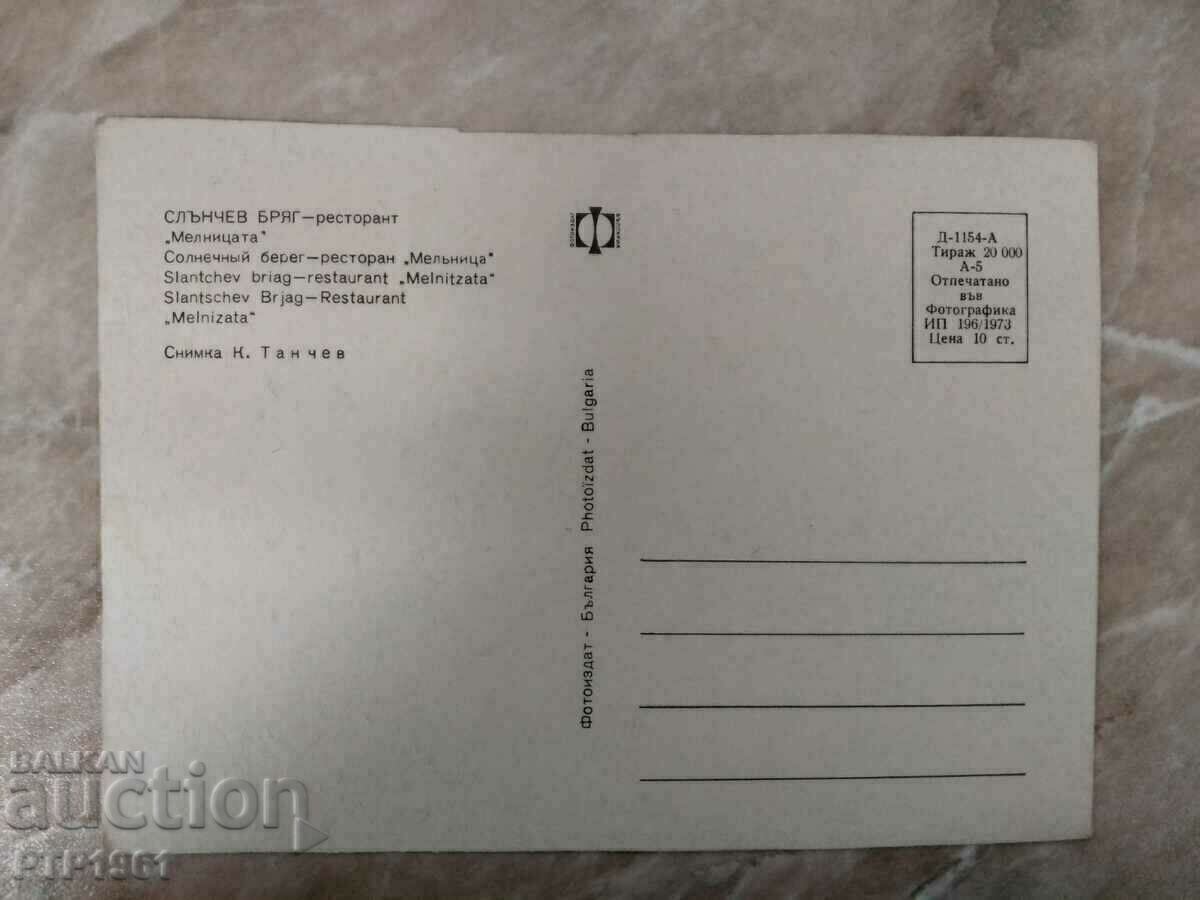 СЛЪНЧЕВ БРЯГ—ресторант
„Мелницата“
Солнечный берег—ресторан „Мельница“
Slantchev briag—restaurant „Melnitzata“
Slantschev Brjag—Restaurant
„Melnizata“
Снимка К. Танчев
Фотоиздат - България Photoïzdat - Bulgaria
Д-1154-А
Тираж 20 000
А-5
Отпечатано
във
Фотографика
ИП 196/1973
Цена 10 ст.
BALKAN
auction
PTP1961